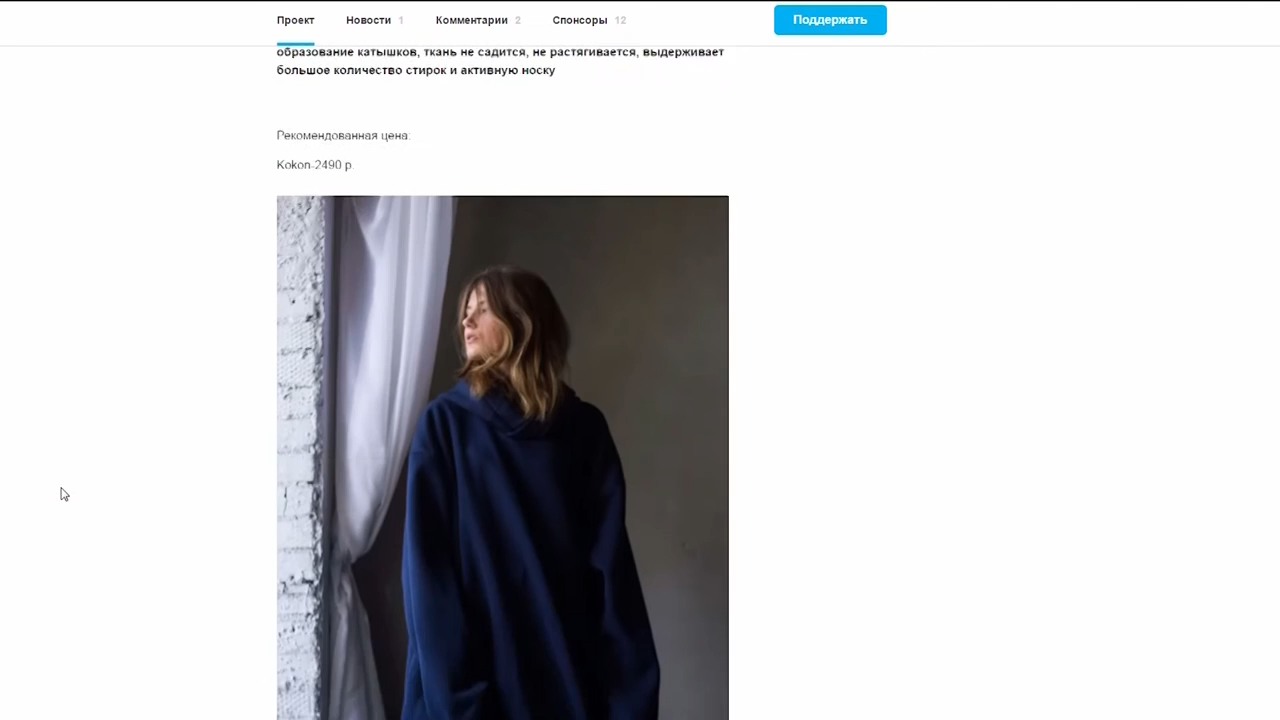 Проект Новости 1 Комментарии 2 Спонсоры 12 Поддержать
образование катышков, ткань не садится, не растягивается, выдерживает
большое количество стирок и активную носку
Рекомендованная цена:
Kokon-2490 р.